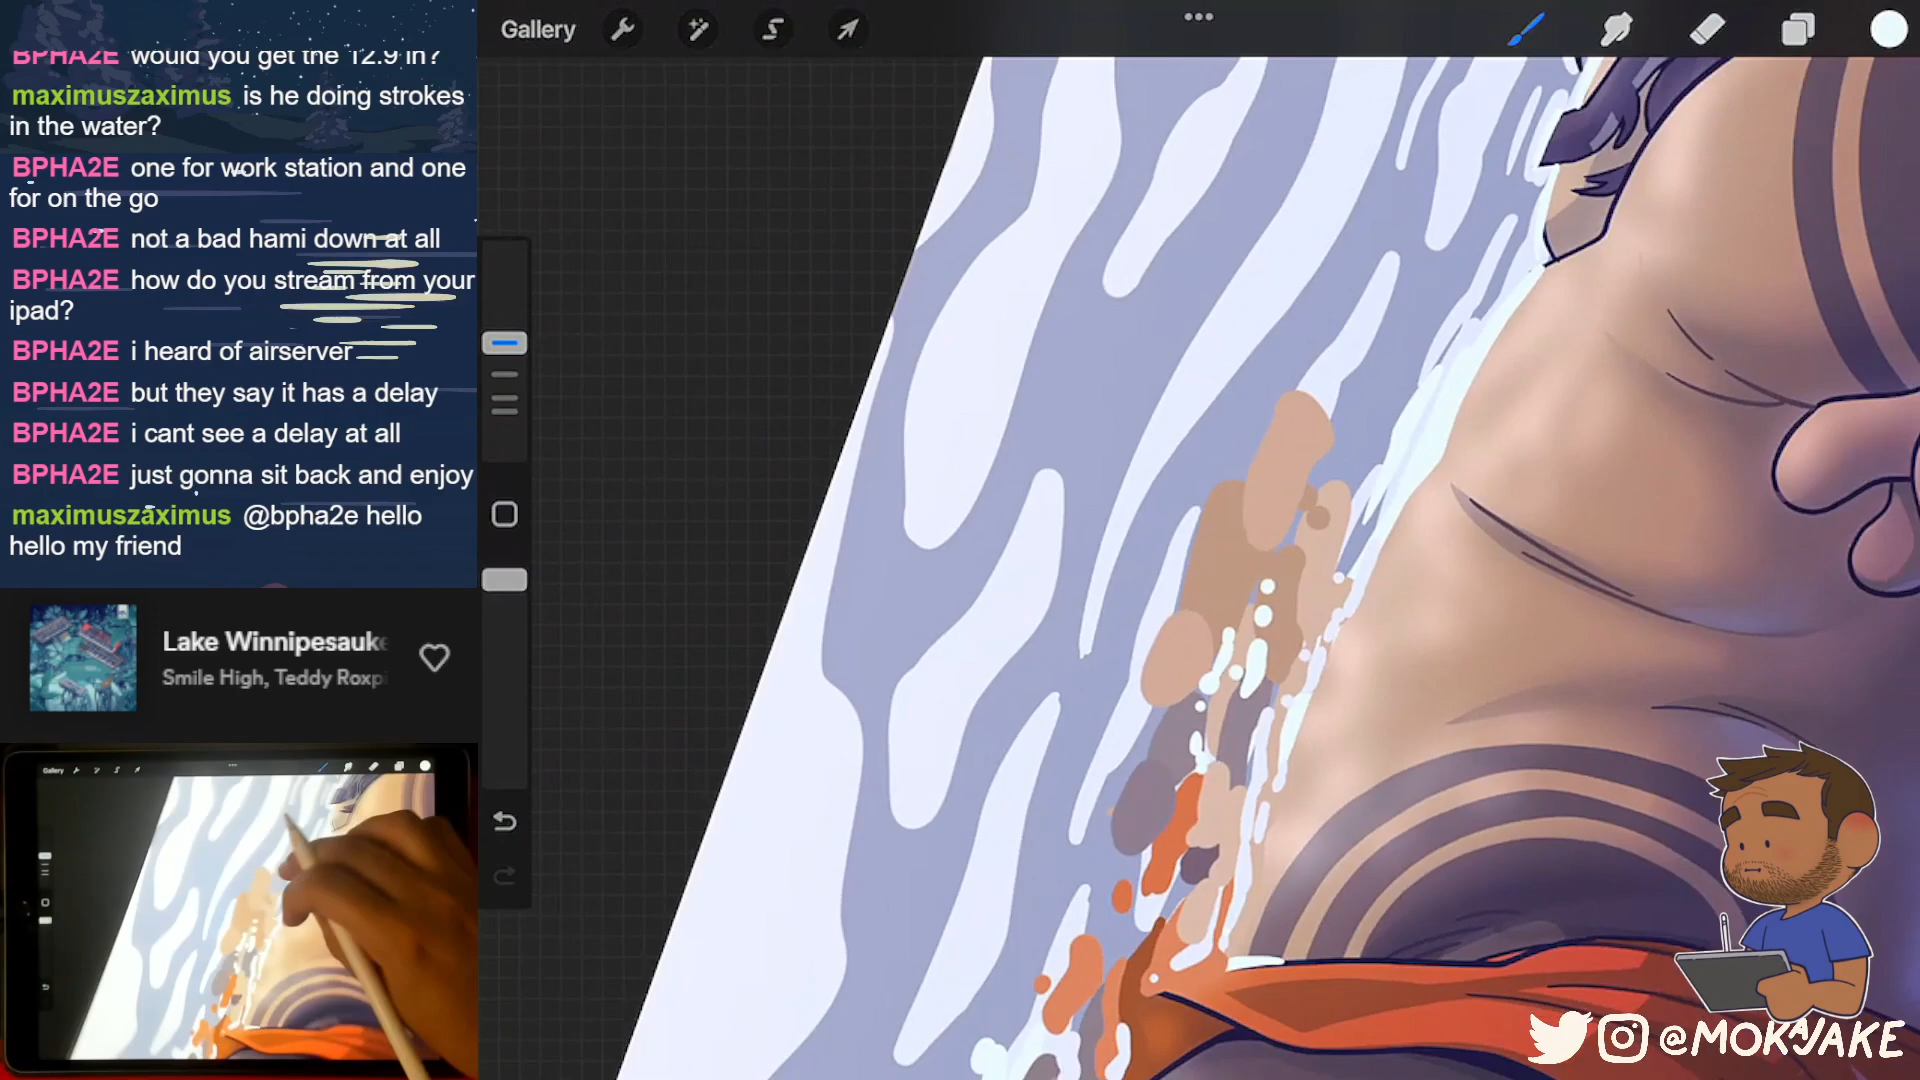 BPHA2E would you get the 12.9 in?
maximuszaximus is he doing strokes
in the water?
BPHA2E one for work station and one
for on the go
BPHA2E not a bad hami down at all
BPHA2E how do you stream from your
ipad?
BPHA2E i heard of airserver
BPHA2E but they say it has a delay
BPHA2E i cant see a delay at all
BPHA2E just gonna sit back and enjoy
maximuszaximus @bpha2e hello
hello my friend
Lake Winnipesauke
Smile High, Teddy Roxpi
Gallery
Gallery
@MOKAJAKE